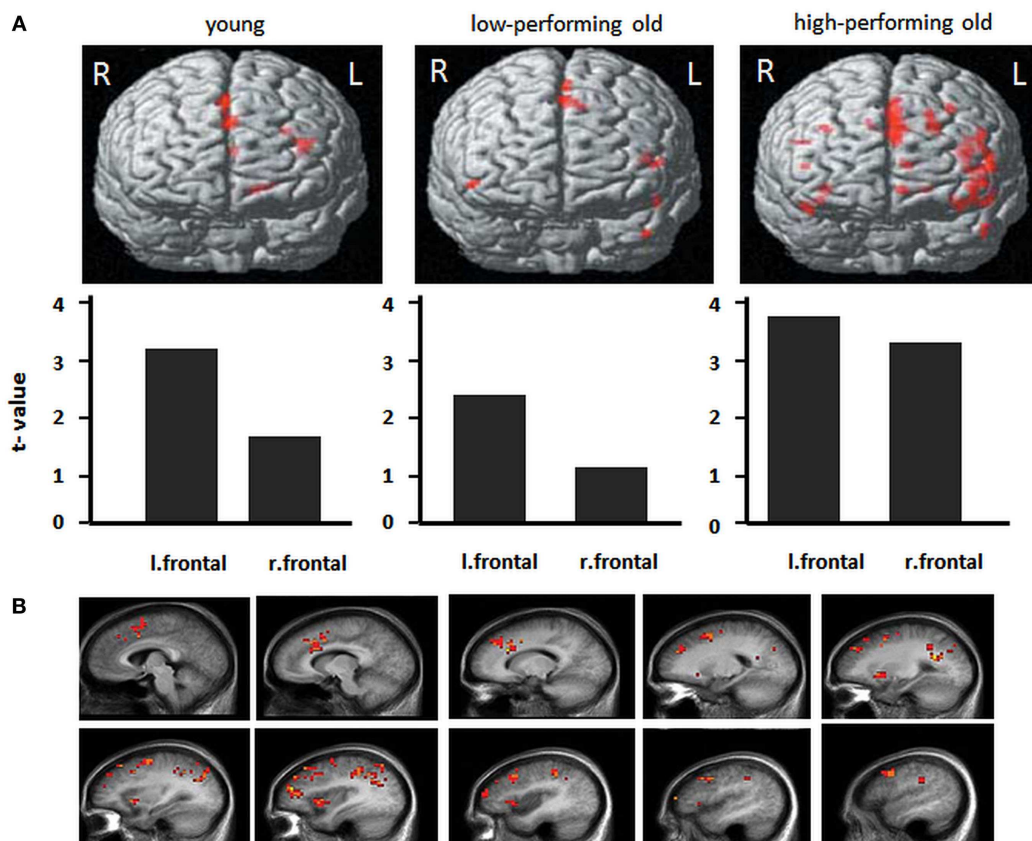 A
young
low-performing old
high-performing old
R L
R L
R L
t- value
4
3
2
1
0
l.frontal r.frontal
4
3
2
1
0
l.frontal r.frontal
4
3
2
1
0
l.frontal r.frontal
B